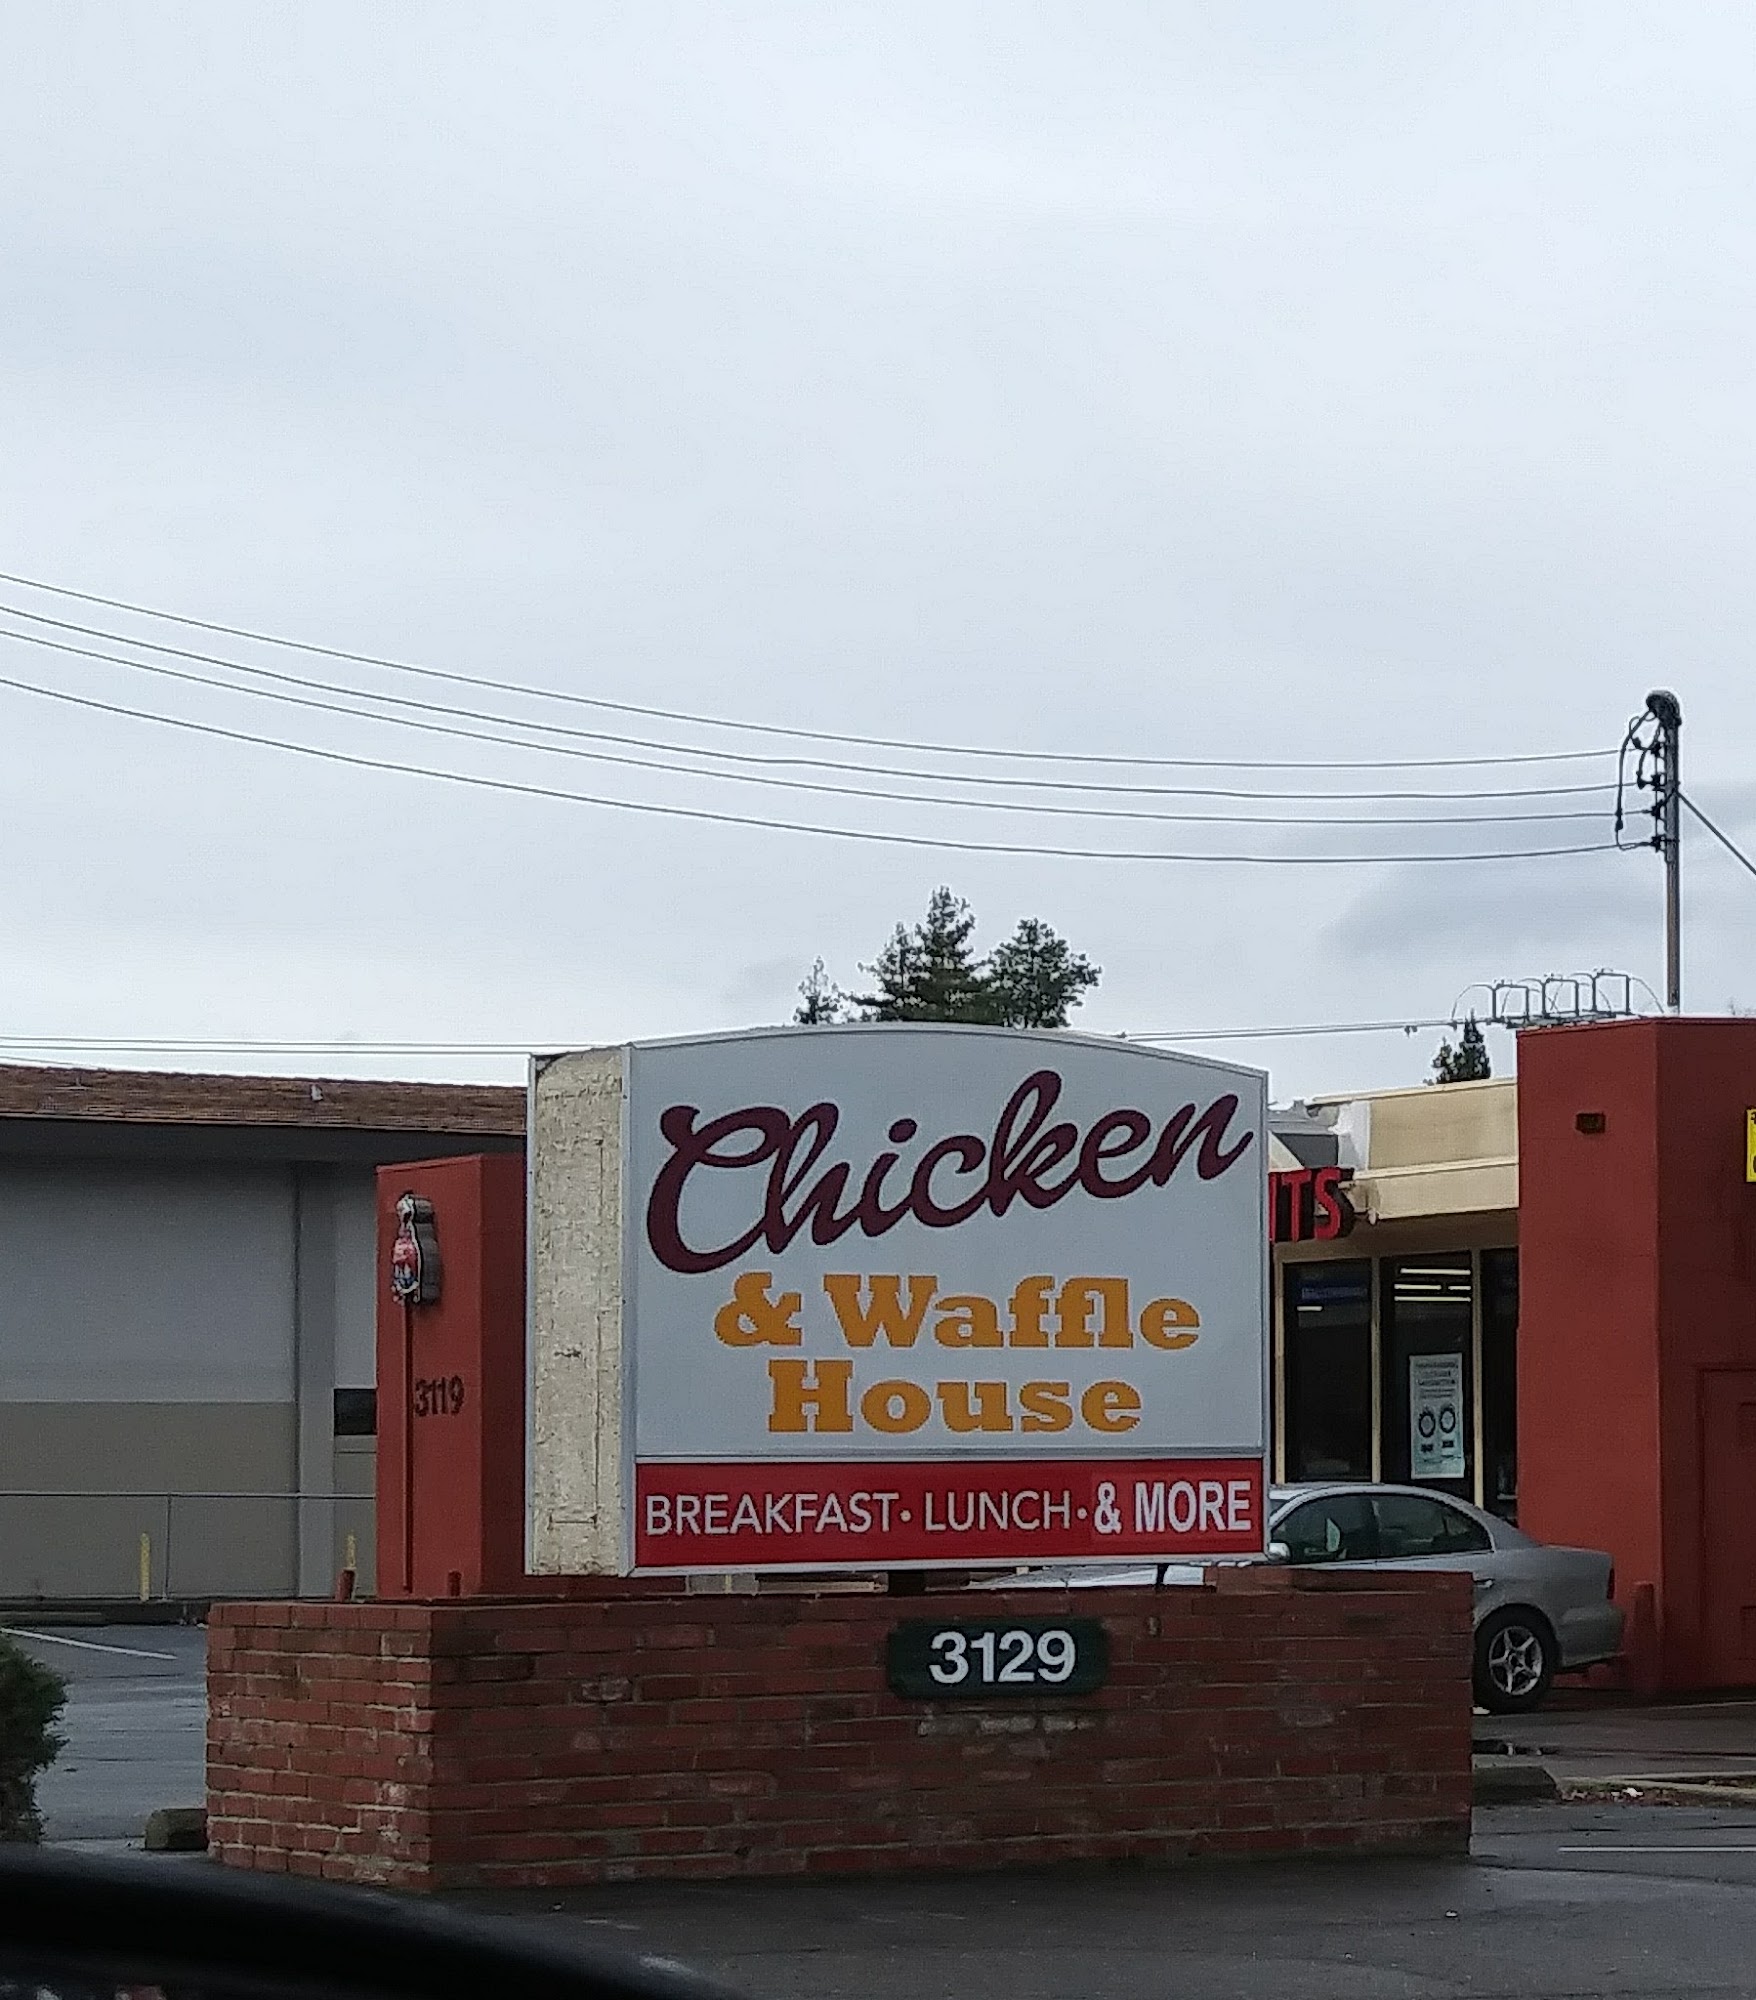 Chicken
& Waffle
House
BREAKFAST · LUNCH · & MORE
3129
3119